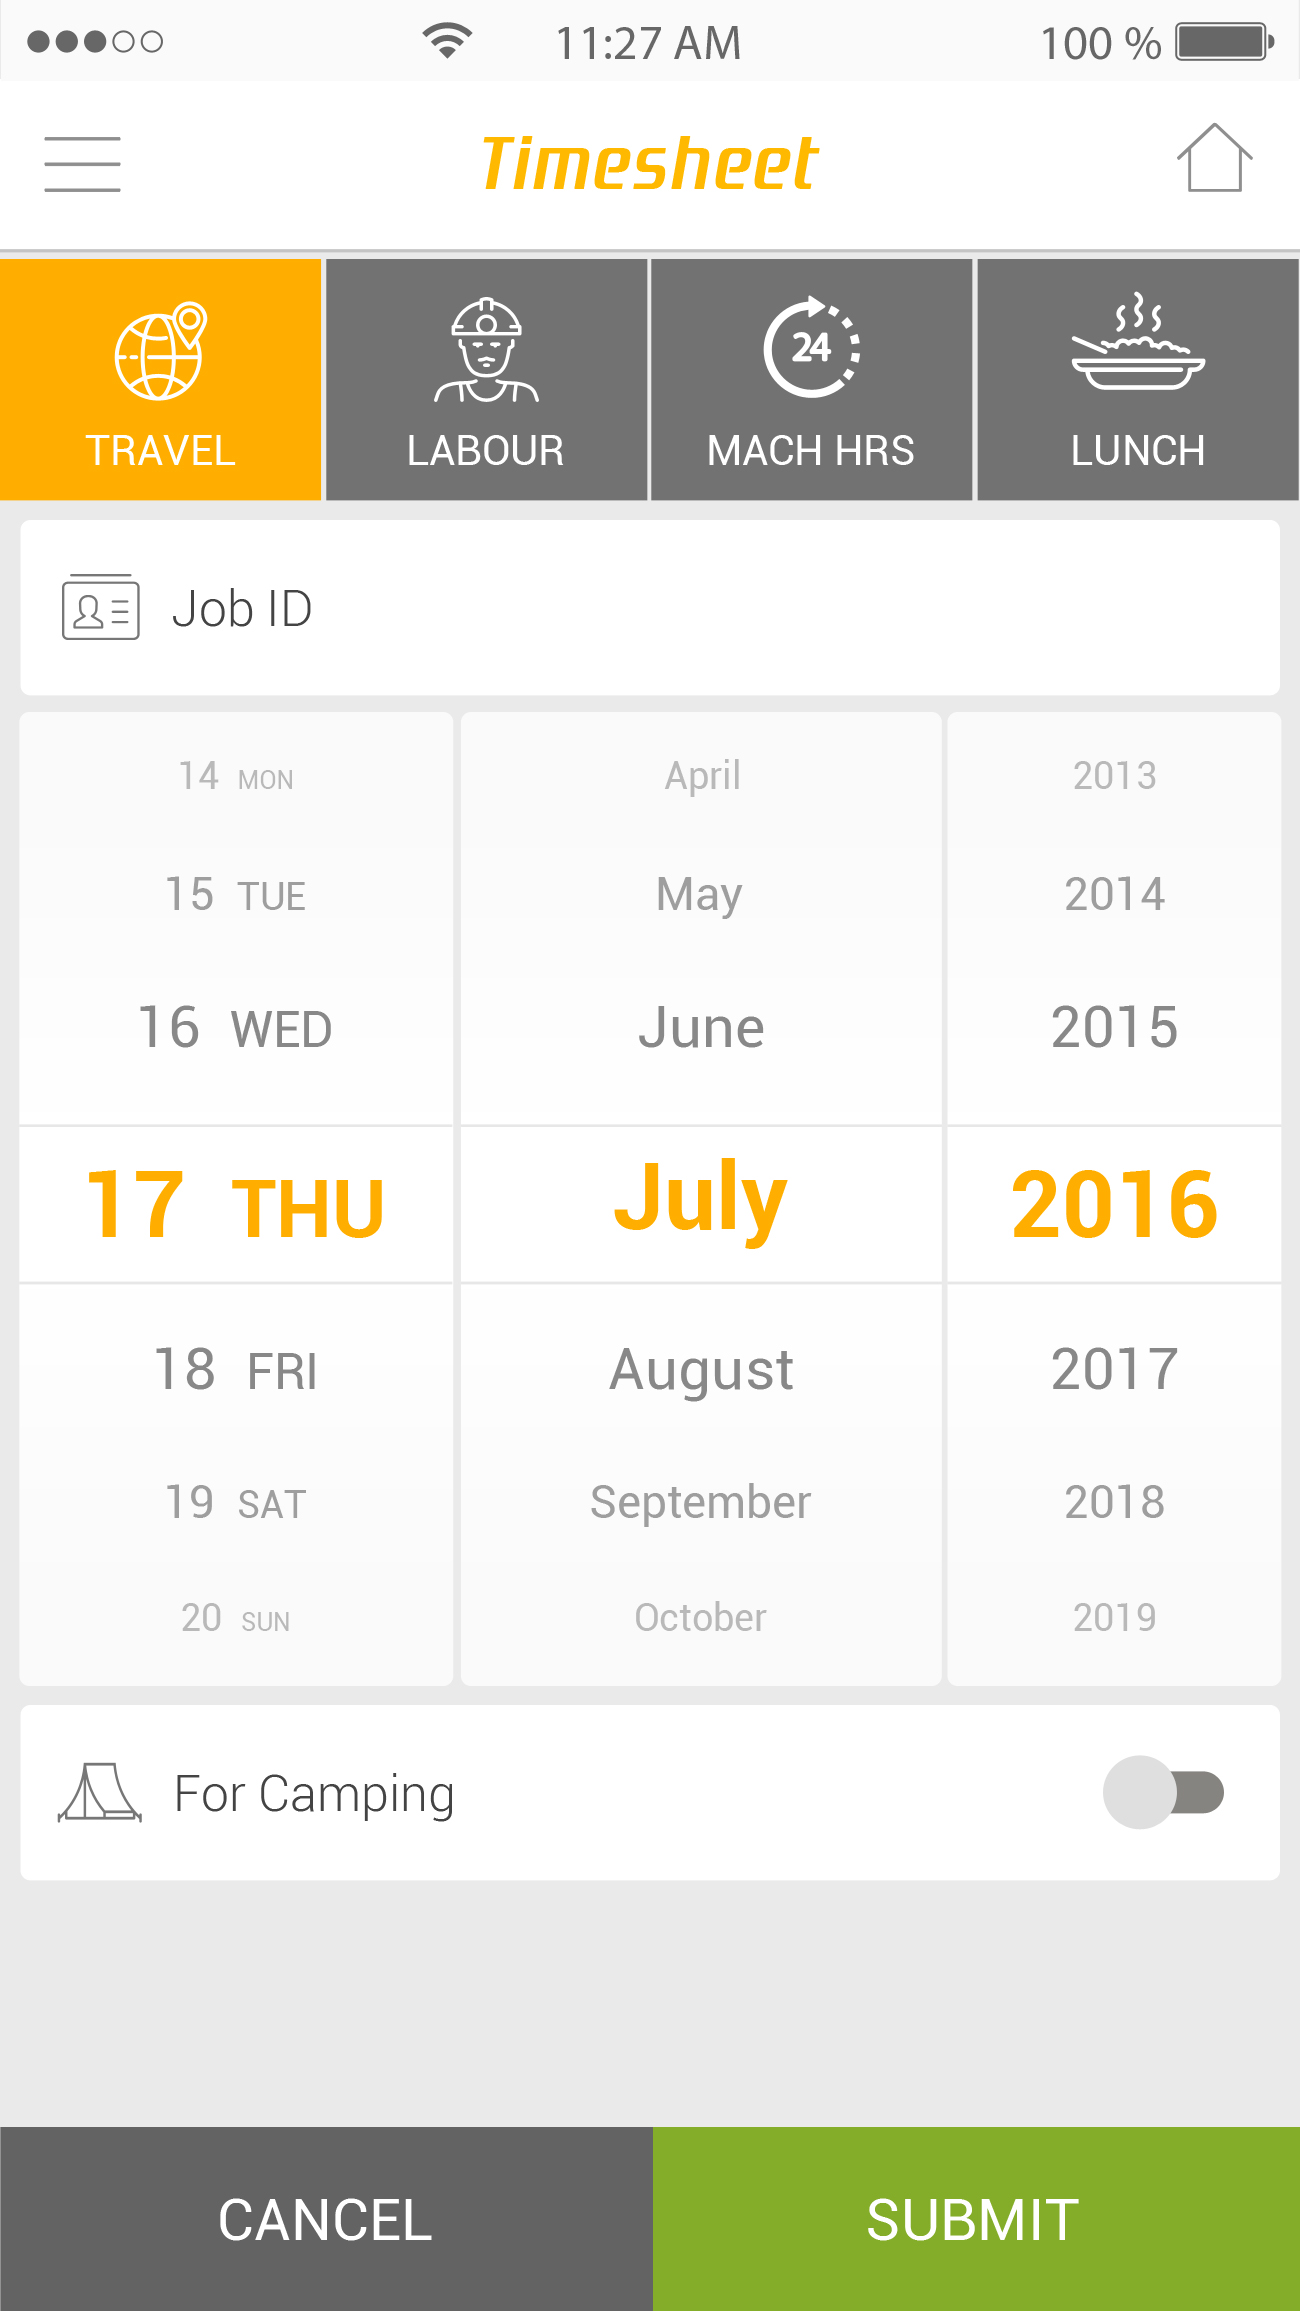 11:27 AM 100 %
Timesheet
24
TRAVEL LABOUR MACH HRS LUNCH
Job ID
14 MON April 2013
15 TUE May 2014
16 WED June 2015
17 THU July 2016
18 FRI August 2017
19 SAT September 2018
20 SUN October 2019
For Camping
CANCEL SUBMIT